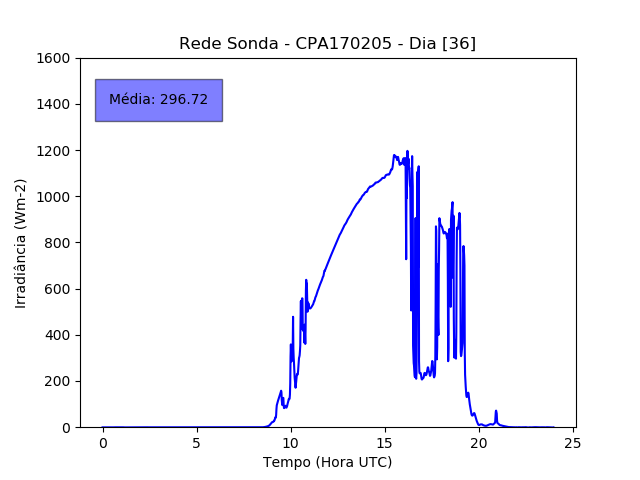 Rede Sonda - CPA170205 - Dia [36]
1600
1400
1200
1000
800
600
400
200
0
Média: 296.72
Irradiância (Wm-2)
0 5 10 15 20 25
Tempo (Hora UTC)